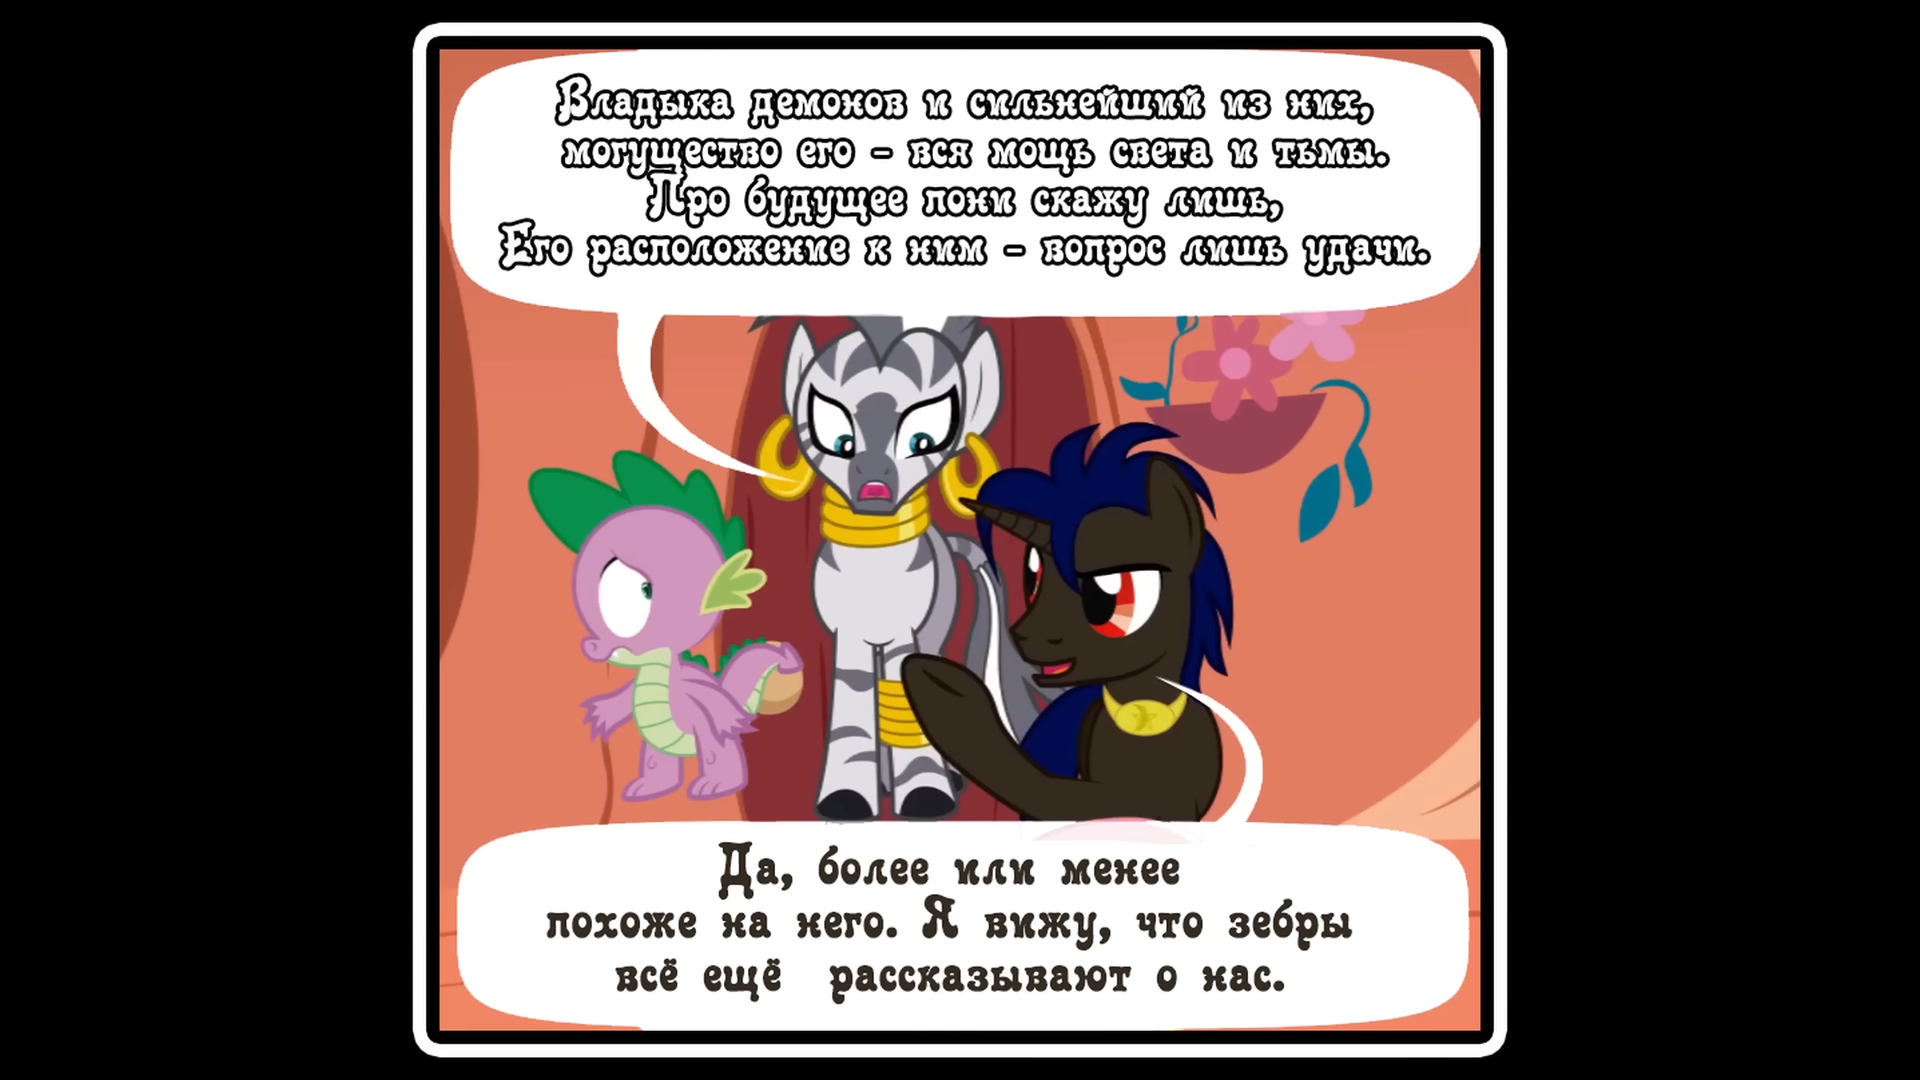 Владыка демонов и сильнейший из них,
могущество его - вся мощь света и тьмы.
Про будущее пони скажу лишь,
Его расположение к ним - вопрос лишь удачи.
Да, более или менее
похоже на него. Я вижу, что зебры
всё ещё рассказывают о нас.